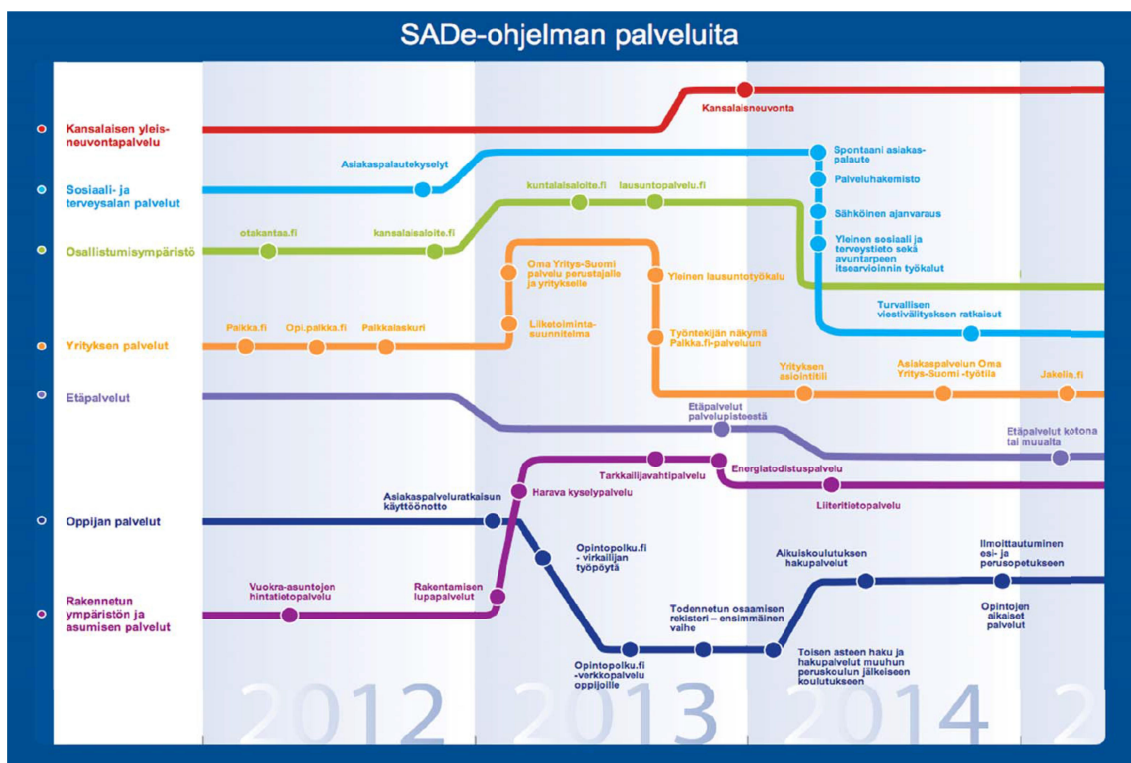 SADe-ohjelman palveluita
Kansalaisen yleis-
neuvontapalvelu
Kansalaisneuvonta
Sosiaali- ja
terveysalan palvelut
Asiakaspalautekyselyt
Spontaani asiakas-
palaute
Palveluhakemisto
Sähköinen ajanvaraus
Yleinen sosiaali ja
terveystieto sekä
avuntarpeen
itsearvioinnin työkalut
Turvallisen
viestivälityksen ratkaisut
Osallistumisympäristö
otakantaa.fi
kansalaisaloite.fi
kuntalaisaloite.fi
lausuntopalvelu.fi
Yrityksen palvelut
Palkka.fi
Opi.palkka.fi
Palkkalaskuri
Oma Yritys-Suomi
palvelu perustajalle
ja yritykselle
Liiketoiminta-
suunnitelma
Yleinen lausuntotyökalu
Työntekijän näkymä
Palkka.fi-palveluun
Yrityksen
asiointitili
Asiakaspalvelun Oma
Yritys-Suomi -työtila
Jakelis.fi
Etäpalvelut
Etäpalvelut
palvelupisteestä
Etäpalvelut kotona
tai muualta
Oppijan palvelut
Asiakaspalveluratkaisun
käyttöönotto
Opintopolku.fi
- virkailijan
työpöytä
Opintopolku.fi
-verkkopalvelu
oppijoille
Todennetun osaamisen
rekisteri – ensimmäinen
vaihe
Toisen asteen haku ja
hakupalvelut muuhun
peruskoulun jälkeiseen
koulutukseen
Aikuiskoulutuksen
hakupalvelut
Ilmoittautuminen
esi- ja
perusopetukseen
Opintojen
aikaiset
palvelut
Rakennetun
ympäristön ja
asumisen palvelut
Vuokra-asuntojen
hintatietopalvelu
Rakentamisen
lupapalvelut
Harava kyselypalvelu
Tarkkailijavahtipalvelu
Energiatodistuspalvelu
Liiteritietopalvelu
2012
2013
2014
2